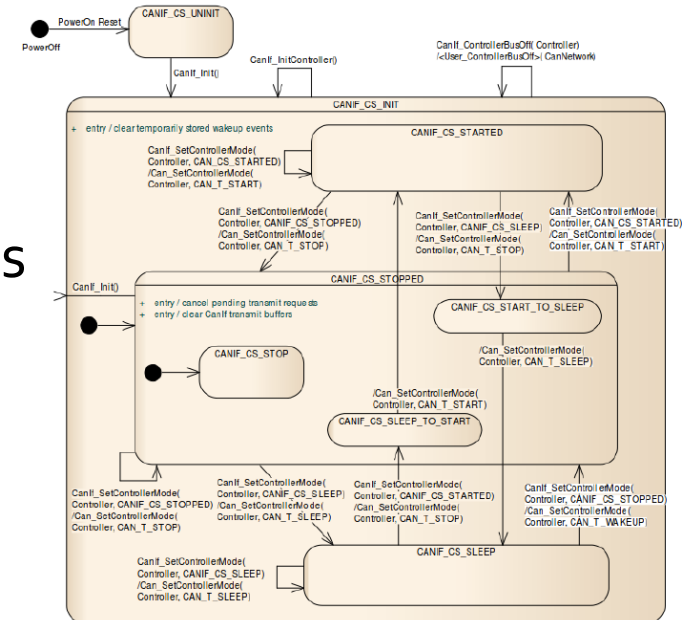 PowerOn Reset
CANIF_CS_UNINIT
PowerOff
CanIf_Init()
CanIf_InitController()
CanIf_ControllerBusOff( Controller)
/<User_ControllerBusOff>( CanNetwork)
CANIF_CS_INIT
+ entry / clear temporarily stored wakeup events
CANIF_CS_STARTED
CanIf_SetControllerMode(
Controller, CAN_CS_STARTED)
/Can_SetControllerMode(
Controller, CAN_T_START)
CanIf_SetControllerMode(
Controller, CANIF_CS_STOPPED)
/Can_SetControllerMode(
Controller, CAN_T_STOP)
CanIf_SetControllerMode(
Controller, CANIF_CS_SLEEP)
/Can_SetControllerMode(
Controller, CAN_T_STOP)
CanIf_SetControllerMode(
Controller, CAN_CS_STARTED)
/Can_SetControllerMode(
Controller, CAN_T_START)
s
CANIF_CS_STOPPED
CanIf_Init()
+ entry / cancel pending transmit requests
+ entry / clear CanIf transmit buffers
CANIF_CS_START_TO_SLEEP
CANIF_CS_STOP
/Can_SetControllerMode(
Controller, CAN_T_SLEEP)
/Can_SetControllerMode(
Controller, CAN_T_START)
CANIF_CS_SLEEP_TO_START
CanIf_SetControllerMode(
Controller, CANIF_CS_STOPPED)
/Can_SetControllerMode(
Controller, CAN_T_STOP)
CanIf_SetControllerMode(
Controller, CANIF_CS_SLEEP)
/Can_SetControllerMode(
Controller, CAN_T_SLEEP)
CanIf_SetControllerMode(
Controller, CANIF_CS_STARTED)
/Can_SetControllerMode(
Controller, CAN_T_STOP)
CanIf_SetControllerMode(
Controller, CANIF_CS_STOPPED)
/Can_SetControllerMode(
Controller, CAN_T_WAKEUP)
CANIF_CS_SLEEP
CanIf_SetControllerMode(
Controller, CANIF_CS_SLEEP)
/Can_SetControllerMode(
Controller, CAN_T_SLEEP)